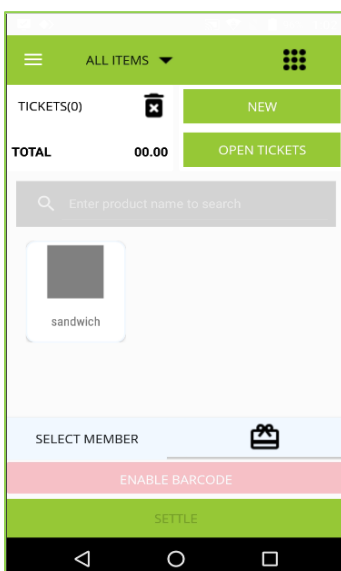 ALL ITEMS
TICKETS(0)
NEW
TOTAL 00.00
OPEN TICKETS
Enter product name to search
sandwich
SELECT MEMBER
ENABLE BARCODE
SETTLE